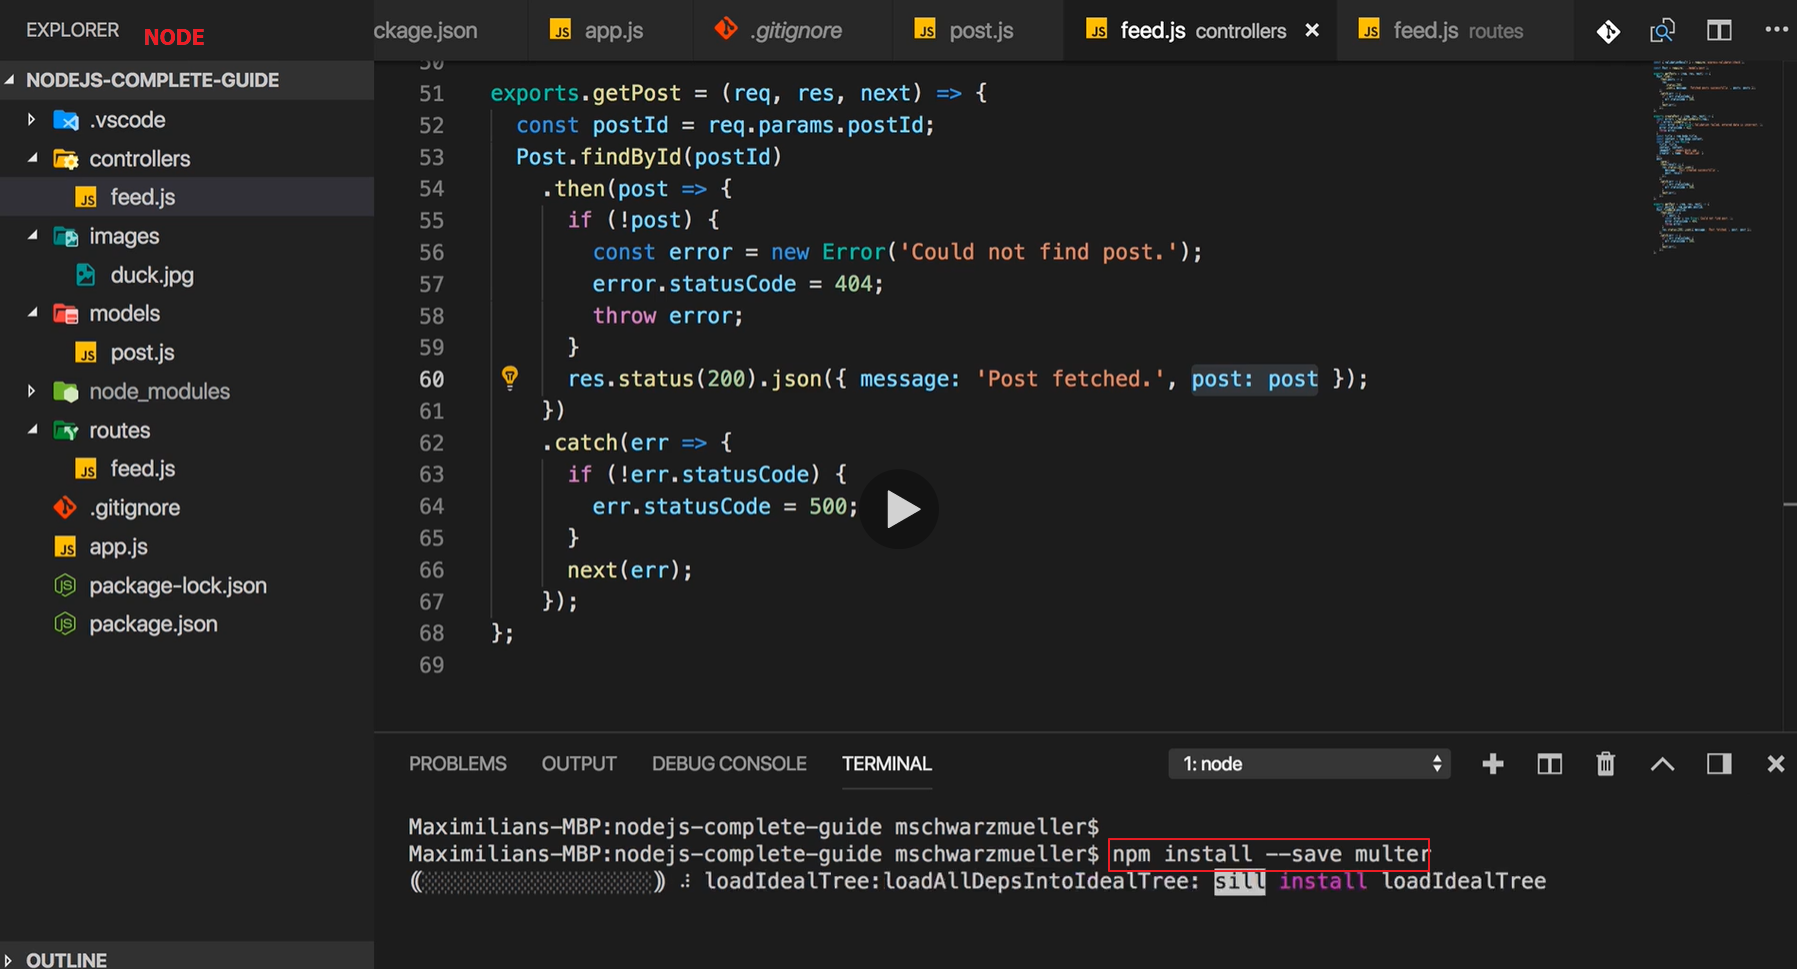 EXPLORER NODE
ckage.json app.js .gitignore post.js feed.js controllers feed.js routes
NODEJS-COMPLETE-GUIDE
.vscode
controllers
feed.js
images
duck.jpg
models
post.js
node_modules
routes
feed.js
.gitignore
app.js
package-lock.json
package.json
OUTLINE
50
51 exports.getPost = (req, res, next) => {
52 const postId = req.params.postId;
53 Post.findById(postId)
54 .then(post => {
55 if (!post) {
56 const error = new Error('Could not find post.');
57 error.statusCode = 404;
58 throw error;
59 }
60 res.status(200).json({ message: 'Post fetched.', post: post });
61 })
62 .catch(err => {
63 if (!err.statusCode) {
64 err.statusCode = 500;
65 }
66 next(err);
67 });
68 };
69
PROBLEMS OUTPUT DEBUG CONSOLE TERMINAL 1: node
Maximilians-MBP:nodejs-complete-guide mschwarzmueller$
Maximilians-MBP:nodejs-complete-guide mschwarzmueller$ npm install --save multer
((░░░░░░░░░░░░░░░░░░)) ⠼ loadIdealTree:loadAllDepsIntoIdealTree: sill install loadIdealTree